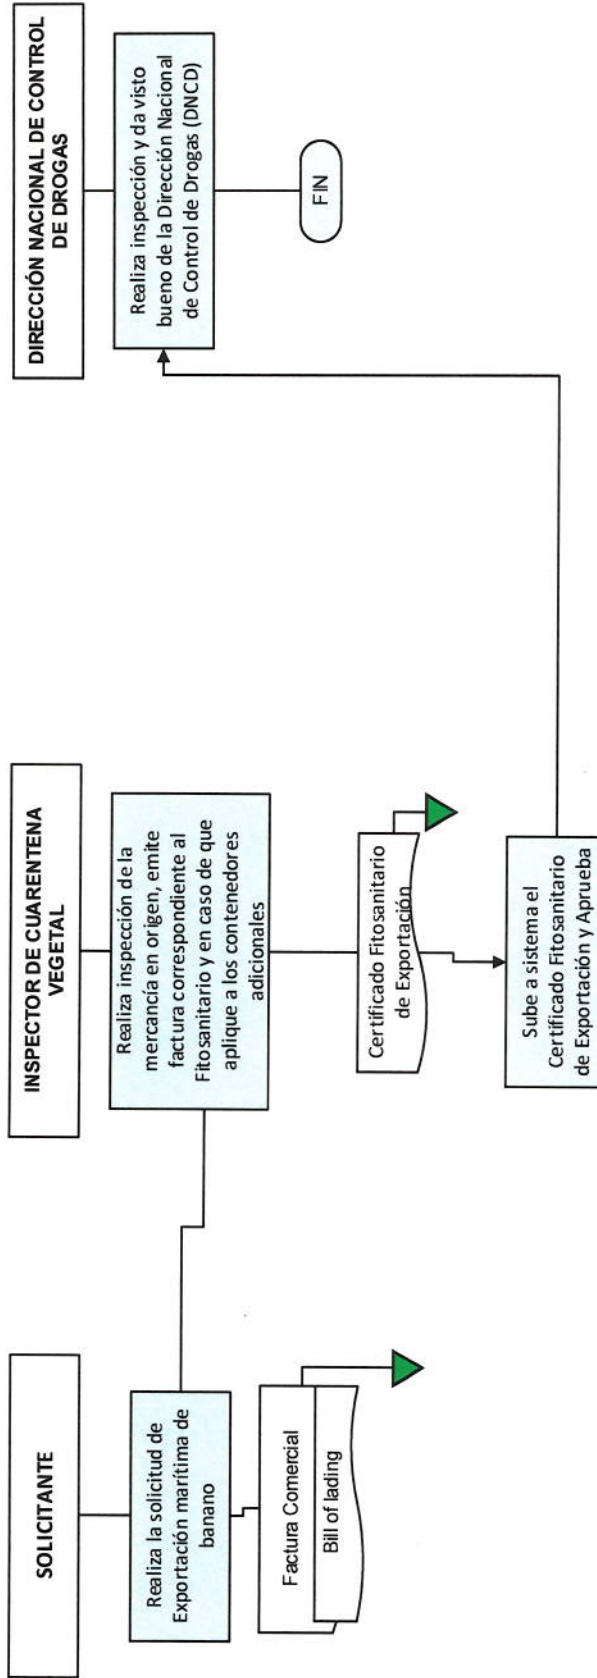 SOLICITANTE
Realiza la solicitud de
Exportación marítima de
banano
Factura Comercial
Bill of lading
INSPECTOR DE CUARENTENA
VEGETAL
Realiza inspección de la
mercancía en origen, emite
factura correspondiente al
Fitosanitario y en caso de que
aplique a los contenedores
adicionales
Certificado Fitosanitario
de Exportación
Sube a sistema el
Certificado Fitosanitario
de Exportación y Aprueba
DIRECCIÓN NACIONAL DE CONTROL
DE DROGAS
Realiza inspección y da visto
bueno de la Dirección Nacional
de Control de Drogas (DNCD)
FIN